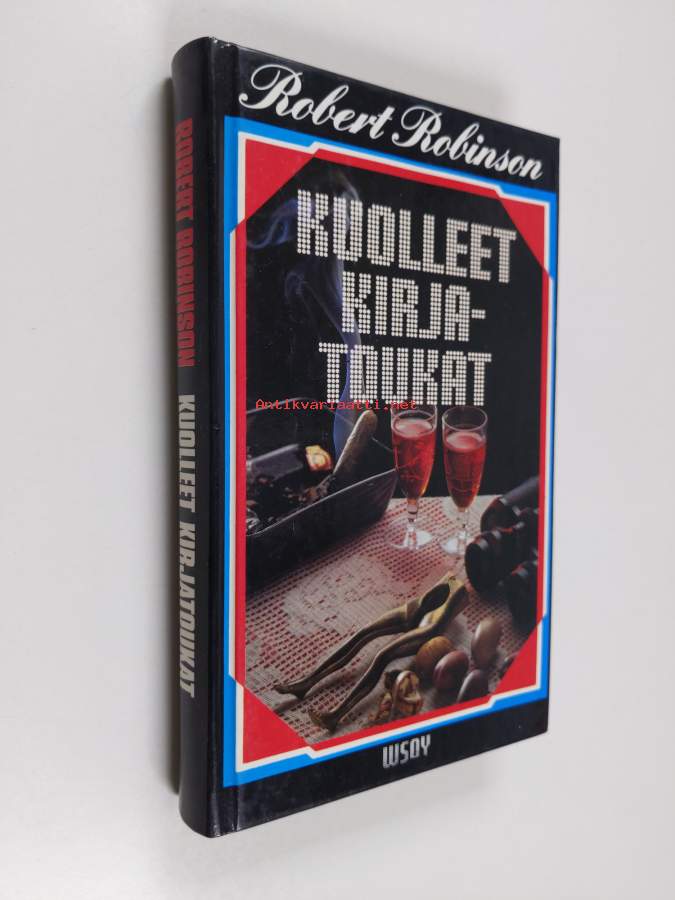 Robert Robinson
KUOLLEET
KIRJA-
TOUKAT
Antikvariaatti.net
WSOY
ROBERT ROBINSON KUOLLEET KIRJATOUKAT